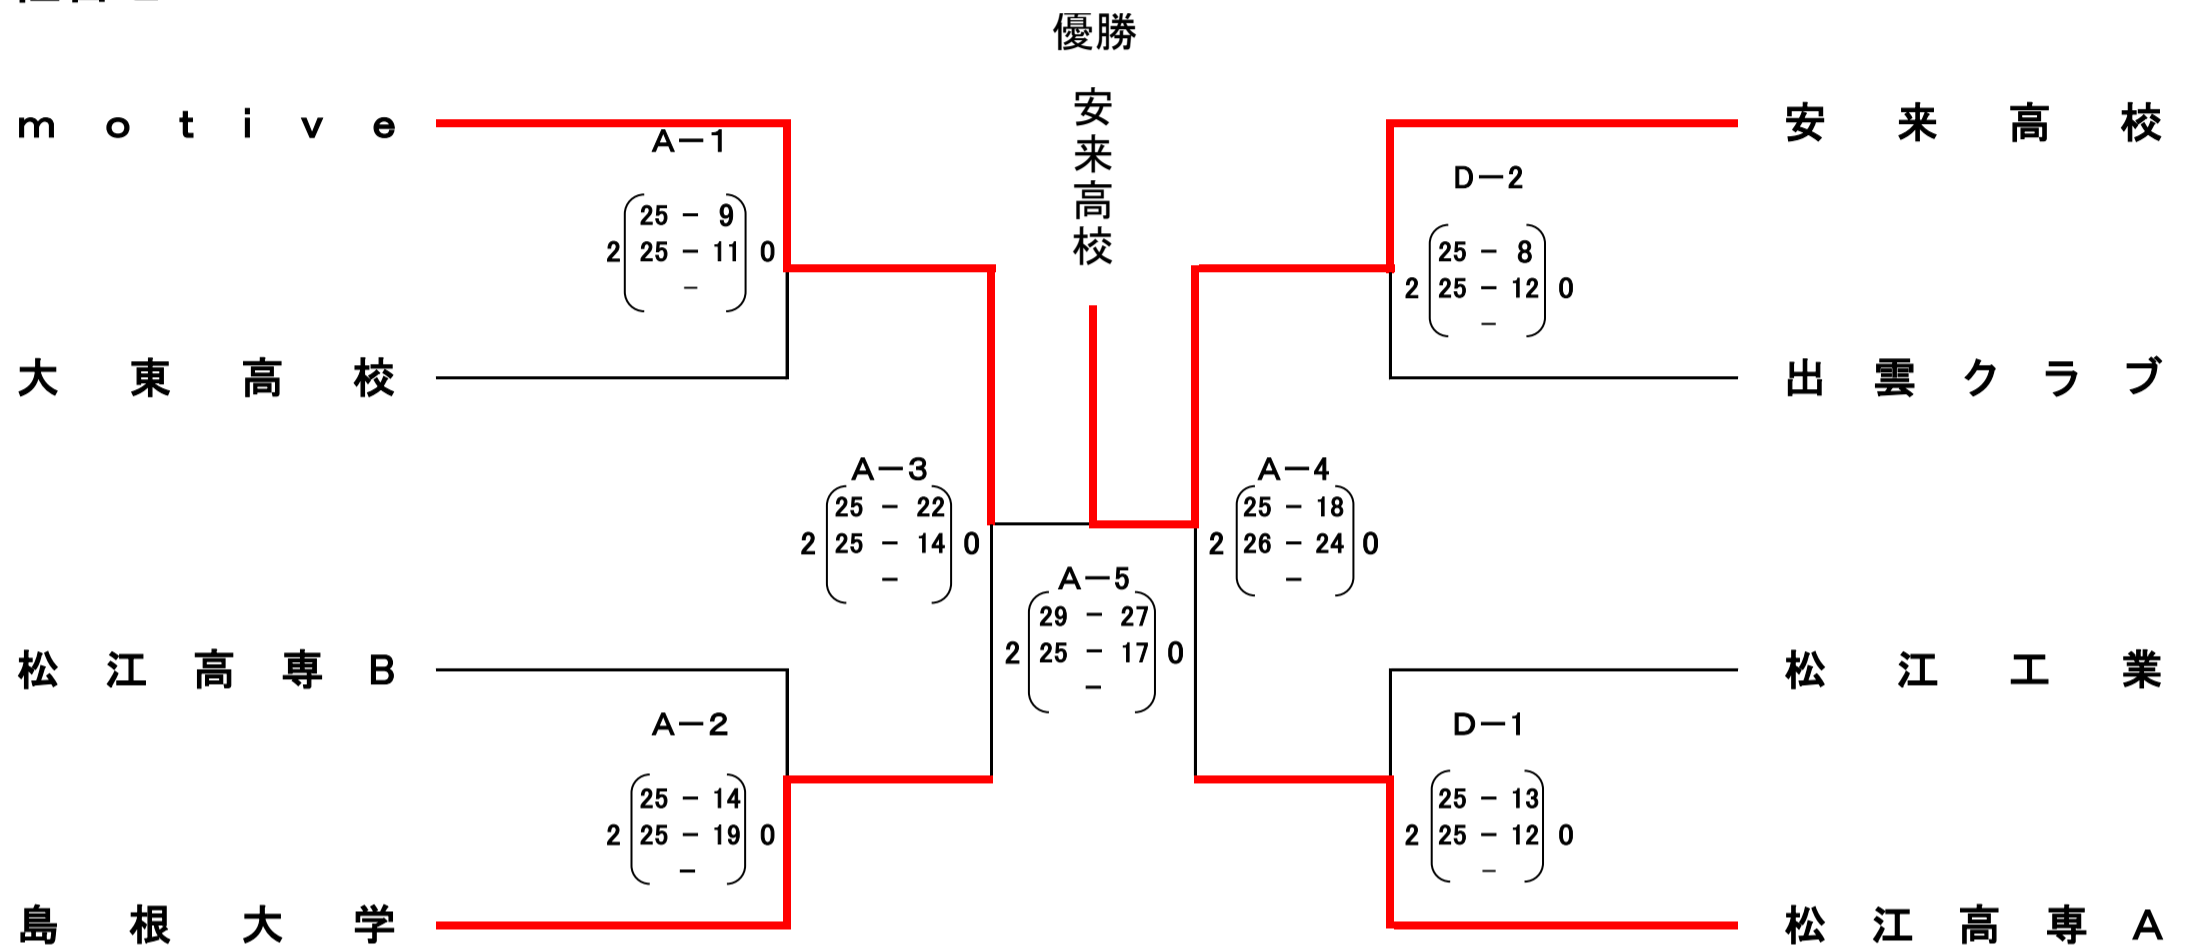 優勝
安来高校
motive
A-1
25 - 9
2 25 - 11 0
-
大東高校
A-3
25 - 22
2 25 - 14 0
-
松江高専B
A-2
25 - 14
2 25 - 19 0
-
島根大学
A-5
29 - 27
2 25 - 17 0
-
安来高校
D-2
25 - 8
2 25 - 12 0
-
出雲クラブ
A-4
25 - 18
2 26 - 24 0
-
松江工業
D-1
25 - 13
2 25 - 12 0
-
松江高専A